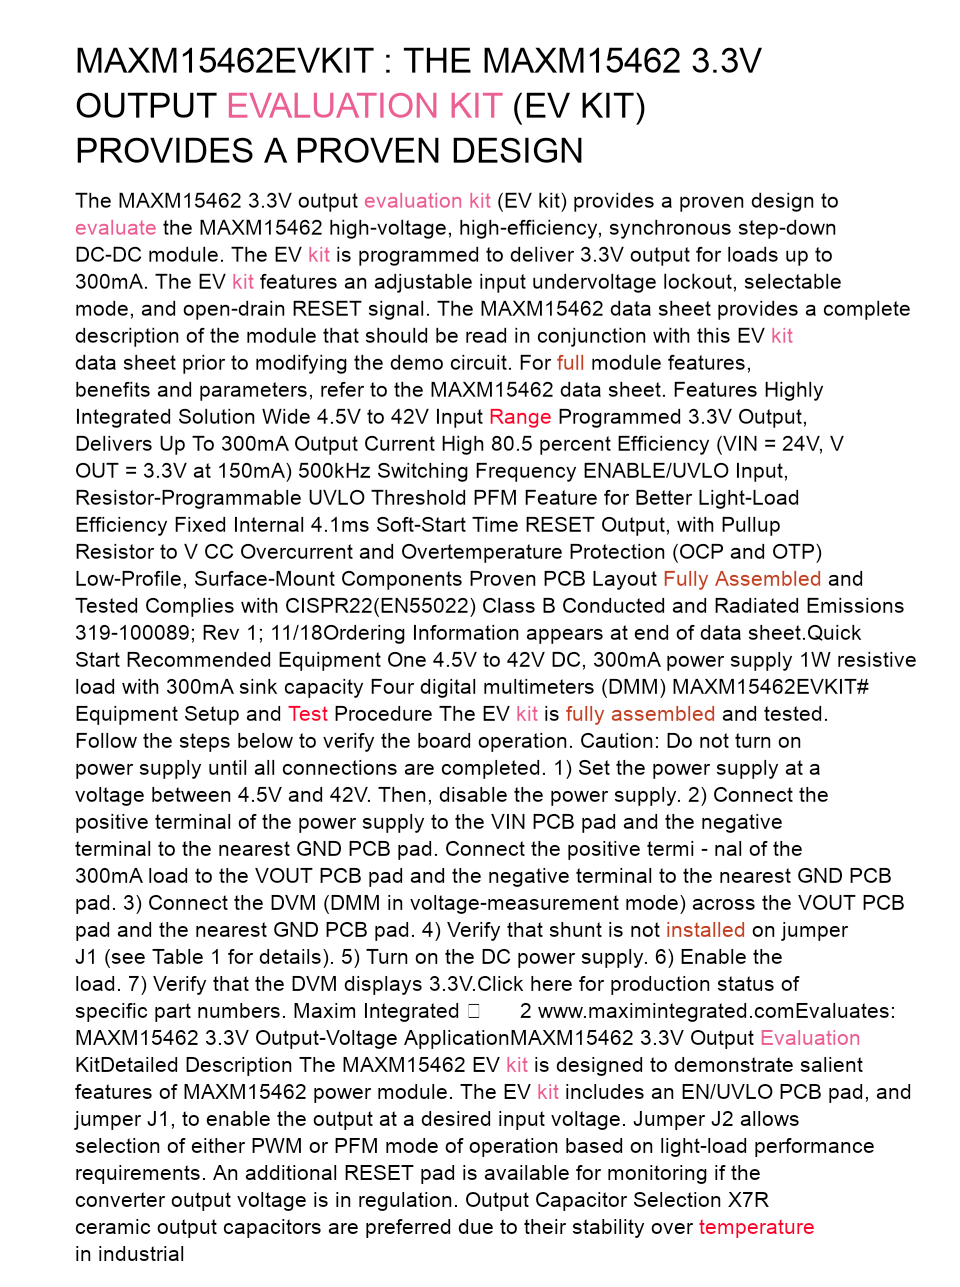 MAXM15462EVKIT : THE MAXM15462 3.3V
OUTPUT EVALUATION KIT (EV KIT)
PROVIDES A PROVEN DESIGN
The MAXM15462 3.3V output evaluation kit (EV kit) provides a proven design to
evaluate the MAXM15462 high-voltage, high-efficiency, synchronous step-down
DC-DC module. The EV kit is programmed to deliver 3.3V output for loads up to
300mA. The EV kit features an adjustable input undervoltage lockout, selectable
mode, and open-drain RESET signal. The MAXM15462 data sheet provides a complete
description of the module that should be read in conjunction with this EV kit
data sheet prior to modifying the demo circuit. For full module features,
benefits and parameters, refer to the MAXM15462 data sheet. Features Highly
Integrated Solution Wide 4.5V to 42V Input Range Programmed 3.3V Output,
Delivers Up To 300mA Output Current High 80.5 percent Efficiency (VIN = 24V, V
OUT = 3.3V at 150mA) 500kHz Switching Frequency ENABLE/UVLO Input,
Resistor-Programmable UVLO Threshold PFM Feature for Better Light-Load
Efficiency Fixed Internal 4.1ms Soft-Start Time RESET Output, with Pullup
Resistor to V CC Overcurrent and Overtemperature Protection (OCP and OTP)
Low-Profile, Surface-Mount Components Proven PCB Layout Fully Assembled and
Tested Complies with CISPR22(EN55022) Class B Conducted and Radiated Emissions
319-100089; Rev 1; 11/18Ordering Information appears at end of data sheet.Quick
Start Recommended Equipment One 4.5V to 42V DC, 300mA power supply 1W resistive
load with 300mA sink capacity Four digital multimeters (DMM) MAXM15462EVKIT#
Equipment Setup and Test Procedure The EV kit is fully assembled and tested.
Follow the steps below to verify the board operation. Caution: Do not turn on
power supply until all connections are completed. 1) Set the power supply at a
voltage between 4.5V and 42V. Then, disable the power supply. 2) Connect the
positive terminal of the power supply to the VIN PCB pad and the negative
terminal to the nearest GND PCB pad. Connect the positive termi - nal of the
300mA load to the VOUT PCB pad and the negative terminal to the nearest GND PCB
pad. 3) Connect the DVM (DMM in voltage-measurement mode) across the VOUT PCB
pad and the nearest GND PCB pad. 4) Verify that shunt is not installed on jumper
J1 (see Table 1 for details). 5) Turn on the DC power supply. 6) Enable the
load. 7) Verify that the DVM displays 3.3V.Click here for production status of
specific part numbers. Maxim Integrated 2 www.maximintegrated.comEvaluates:
MAXM15462 3.3V Output-Voltage ApplicationMAXM15462 3.3V Output Evaluation
KitDetailed Description The MAXM15462 EV kit is designed to demonstrate salient
features of MAXM15462 power module. The EV kit includes an EN/UVLO PCB pad, and
jumper J1, to enable the output at a desired input voltage. Jumper J2 allows
selection of either PWM or PFM mode of operation based on light-load performance
requirements. An additional RESET pad is available for monitoring if the
converter output voltage is in regulation. Output Capacitor Selection X7R
ceramic output capacitors are preferred due to their stability over temperature
in industrial